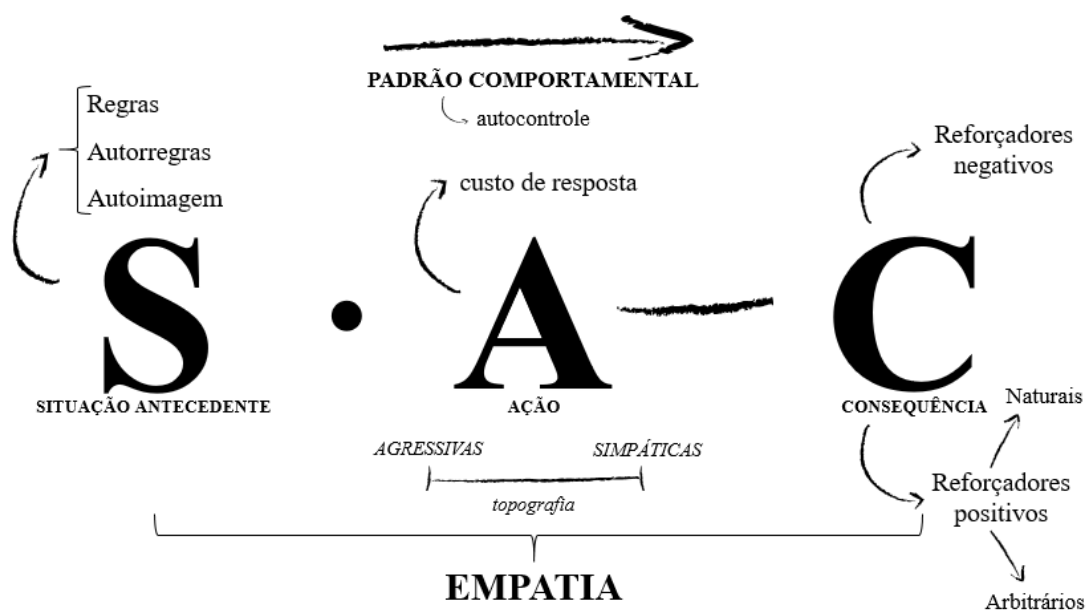 PADRÃO COMPORTAMENTAL
autocontrole
Regras
Autorregras
Autoimagem
custo de resposta
Reforçadores
negativos
S
•
A
C
SITUAÇÃO ANTECEDENTE
AÇÃO
CONSEQUÊNCIA
Naturais
AGRESSIVAS
SIMPÁTICAS
topografia
Reforçadores
positivos
Arbitrários
EMPATIA